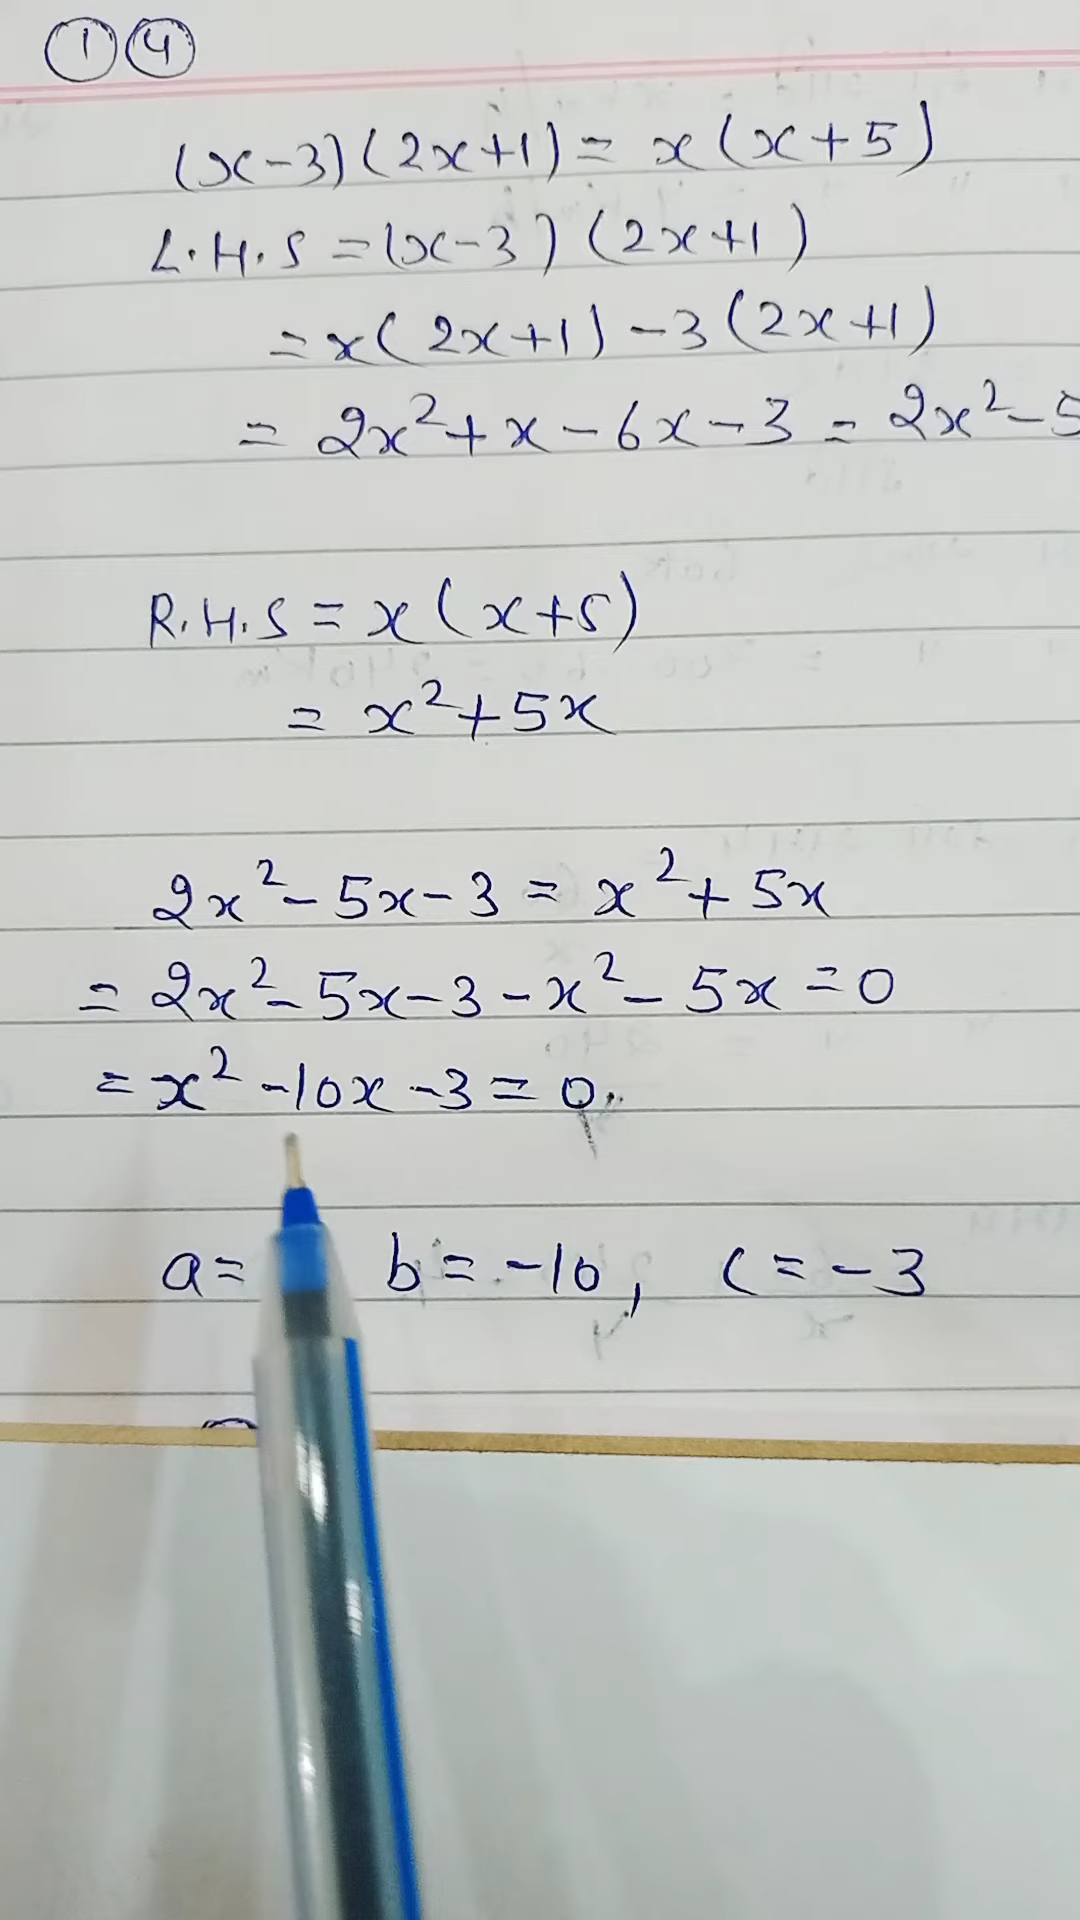 ① ④
(x-3)(2x+1) = x(x+5)
L.H.S = (x-3)(2x+1)
= x(2x+1) -3(2x+1)
= 2x²+x-6x-3 = 2x²-5
R.H.S = x(x+5)
= x²+5x
2x²-5x-3 = x²+5x
= 2x²-5x-3-x²-5x = 0
= x²-10x-3 = 0
a = b = -10, c = -3